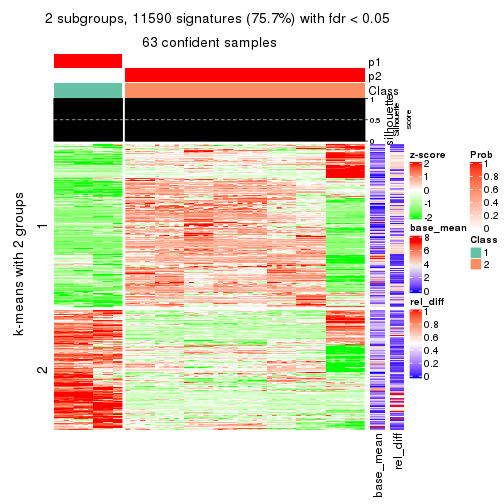 2 subgroups, 11590 signatures (75.7%) with fdr < 0.05
63 confident samples
p1
p2
Class
1
0.5
0
silhouette
Silhouette
score
k-means with 2 groups
1
2
z-score
2
1
0
-1
-2
base_mean
8
6
4
2
0
rel_diff
1
0.8
0.6
0.4
0.2
0
Prob
1
0.8
0.6
0.4
0.2
0
Class
1
2
base_mean
rel_diff